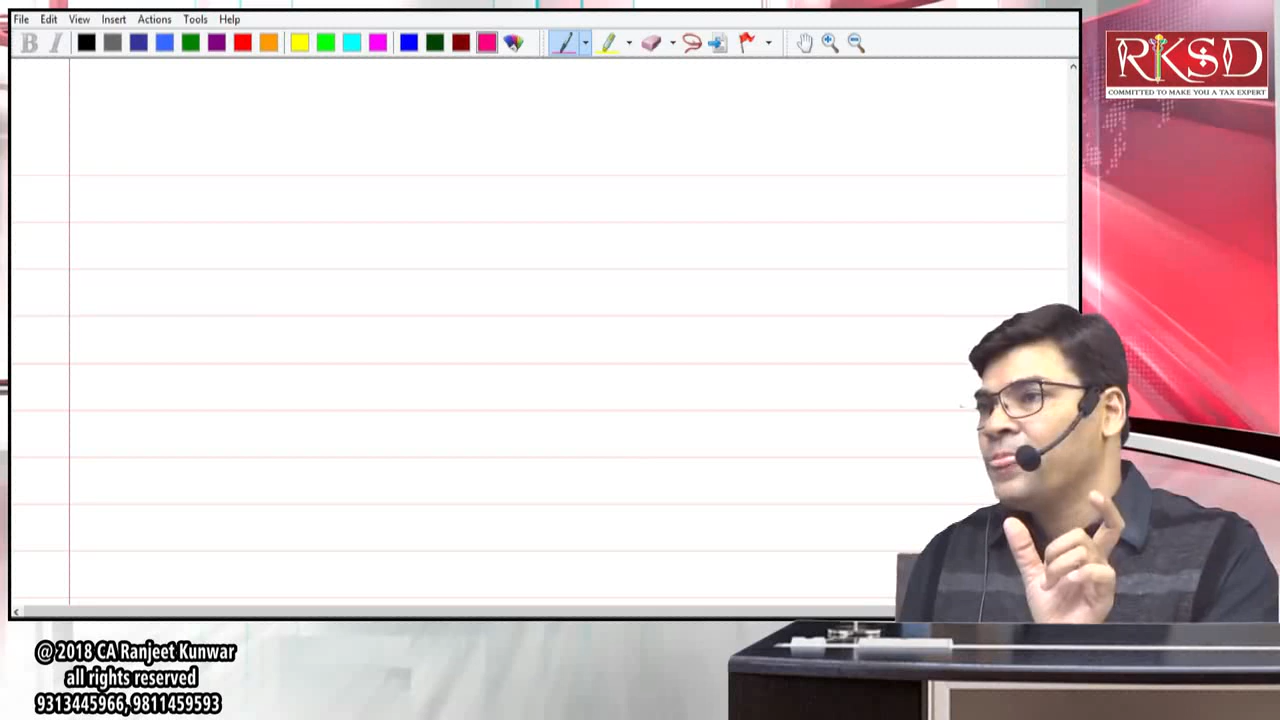 File Edit View Insert Actions Tools Help
B I
RKSD
COMMITTED TO MAKE YOU A TAX EXPERT
@ 2018 CA Ranjeet Kunwar
all rights reserved
9313445966, 9811459593